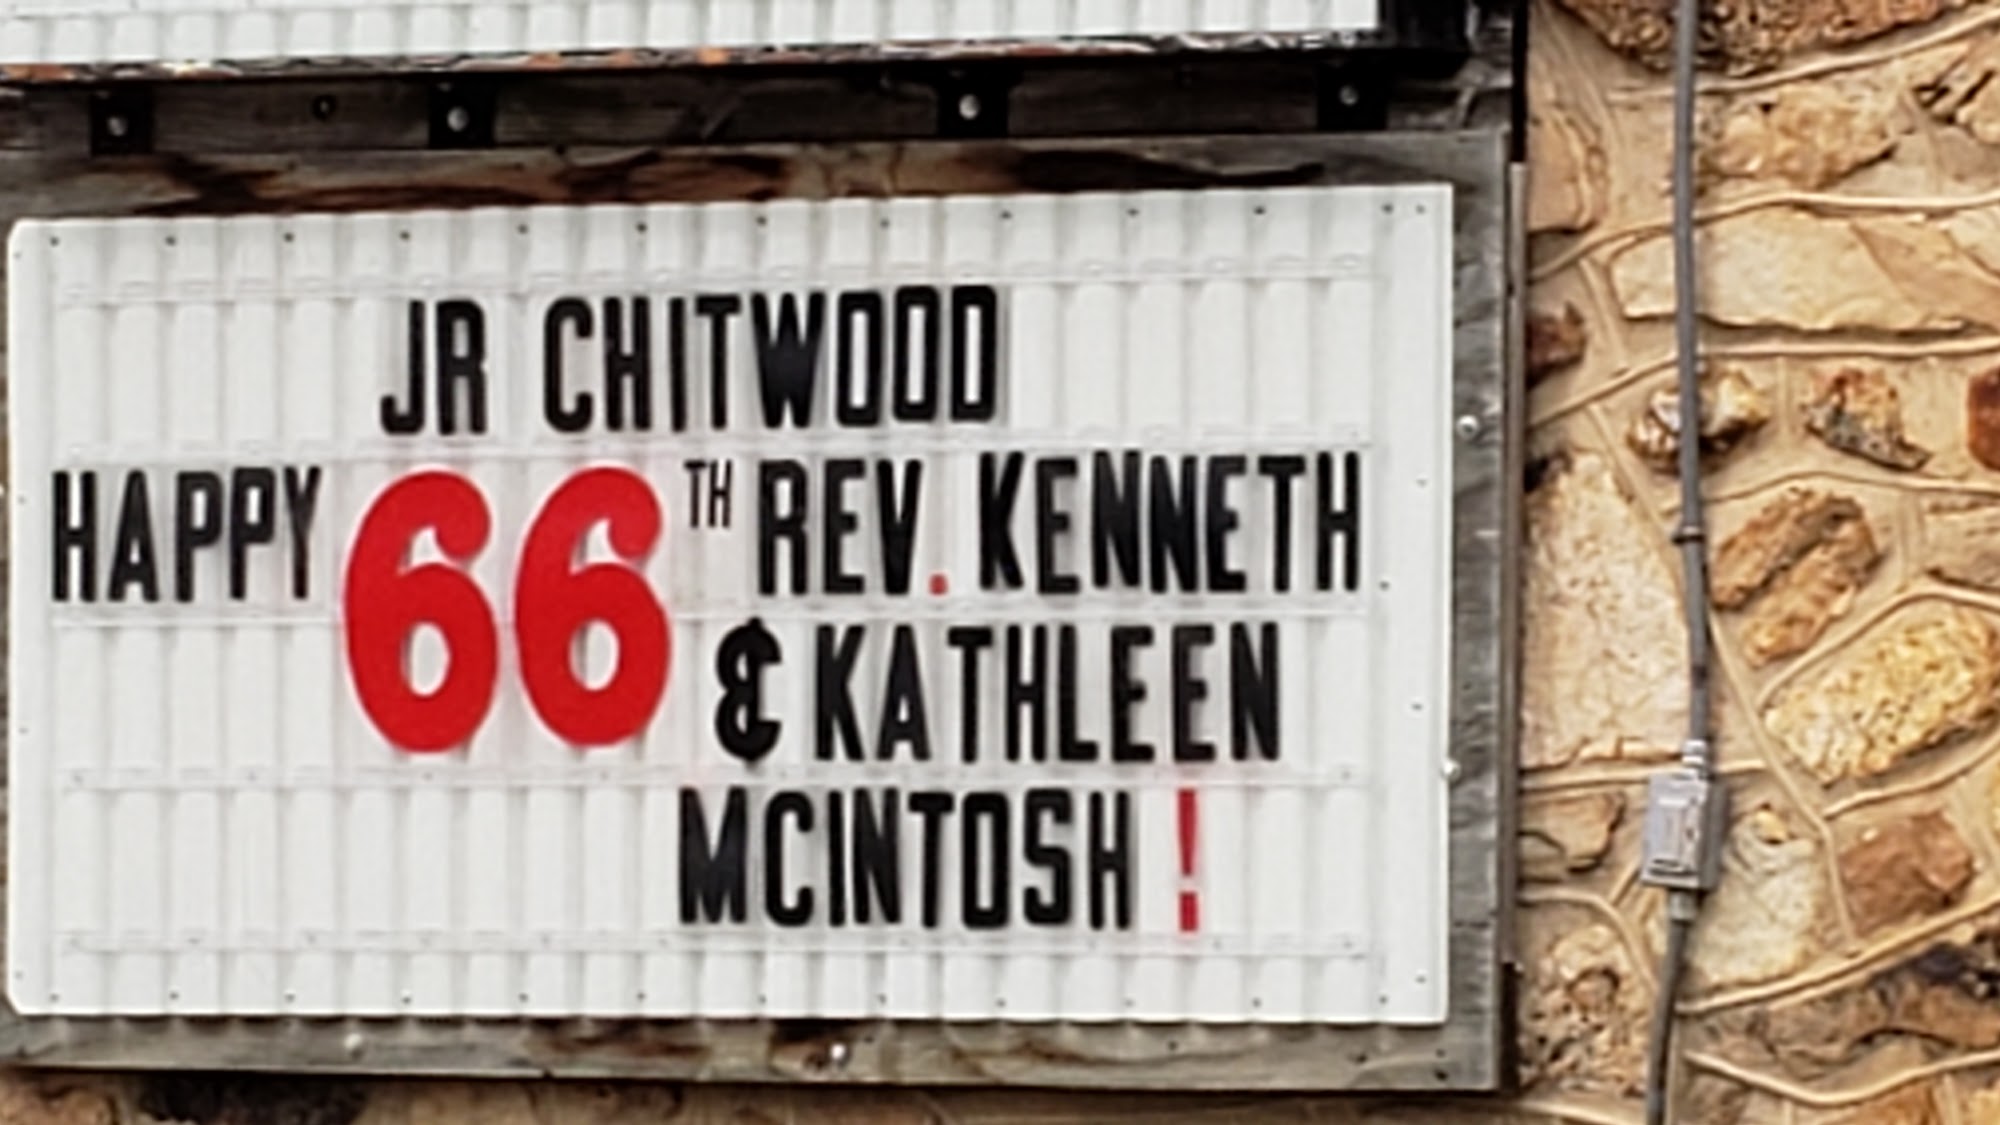 JR CHITWOOD
HAPPY 66TH REV. KENNETH
& KATHLEEN
MCINTOSH!